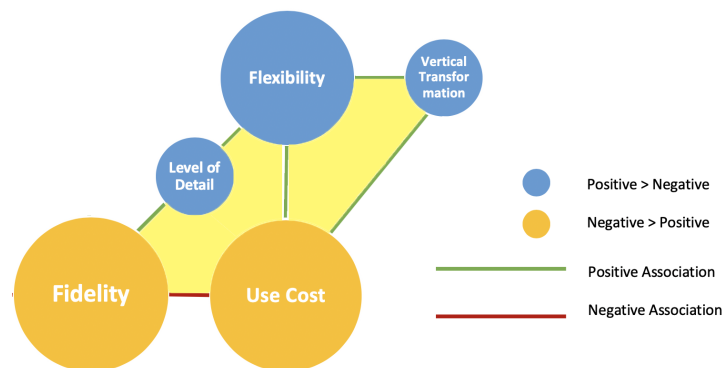 Flexibility
Vertical
Transfor
mation
Level of
Detail
Fidelity
Use Cost
Positive > Negative
Negative > Positive
Positive Association
Negative Association